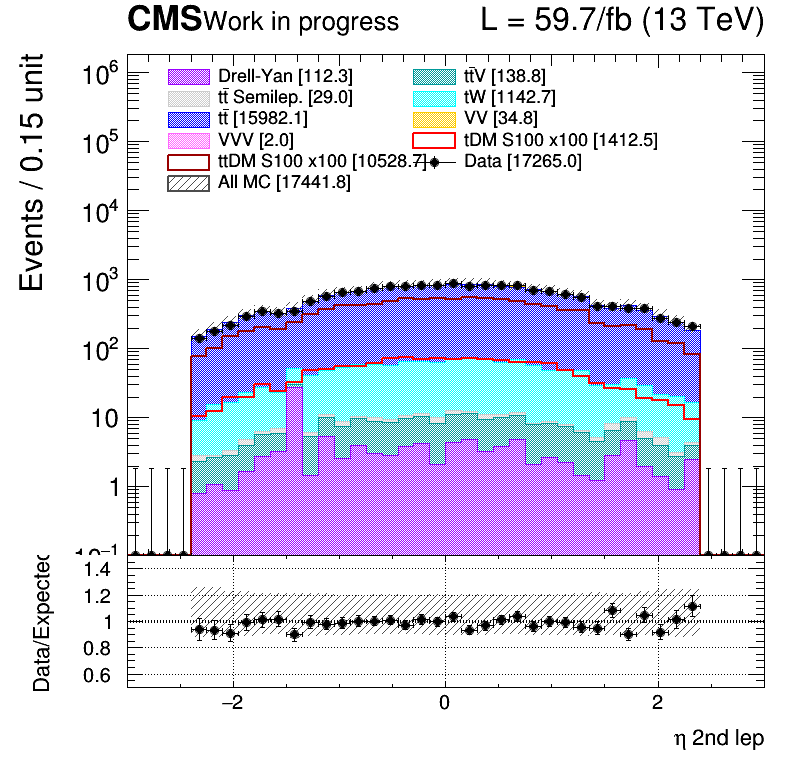 CMS Work in progress L = 59.7/fb (13 TeV)
Events / 0.15 unit
10⁶
10⁵
10⁴
10³
10²
10
1
10⁻¹
Drell-Yan [112.3]
tt̄V [138.8]
tt̄ Semilep. [29.0]
tW [1142.7]
tt̄ [15982.1]
VV [34.8]
VVV [2.0]
tDM S100 x100 [1412.5]
ttDM S100 x100 [10528.7]
Data [17265.0]
All MC [17441.8]
Data/Expected
1.4
1.2
1
0.8
0.6
−2 0 2
η 2nd lep